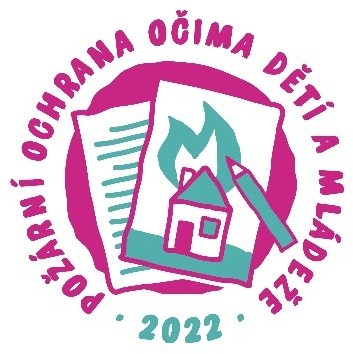 POŽÁRNÍ OCHRANA OČIMA DĚTÍ A MLÁDEŽE
· 2022 ·